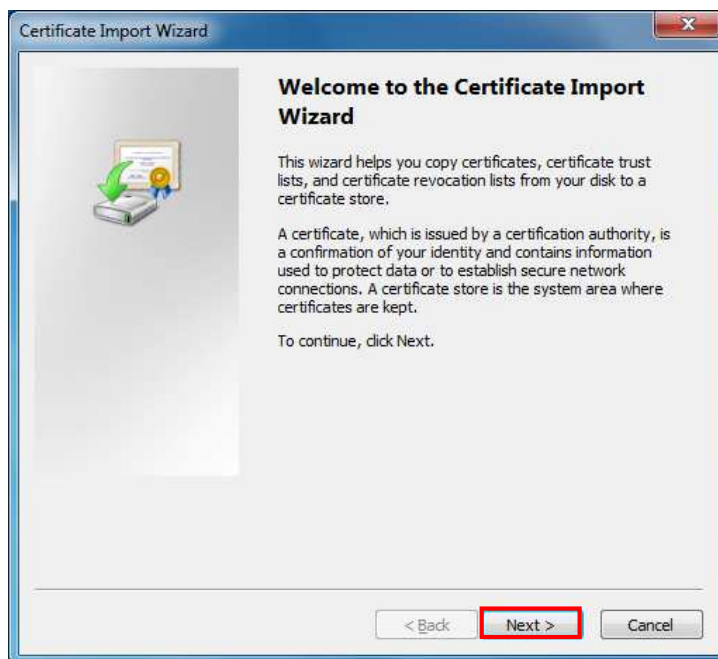 Certificate Import Wizard
Welcome to the Certificate Import
Wizard
This wizard helps you copy certificates, certificate trust
lists, and certificate revocation lists from your disk to a
certificate store.
A certificate, which is issued by a certification authority, is
a confirmation of your identity and contains information
used to protect data or to establish secure network
connections. A certificate store is the system area where
certificates are kept.
To continue, click Next.
< Back Next > Cancel